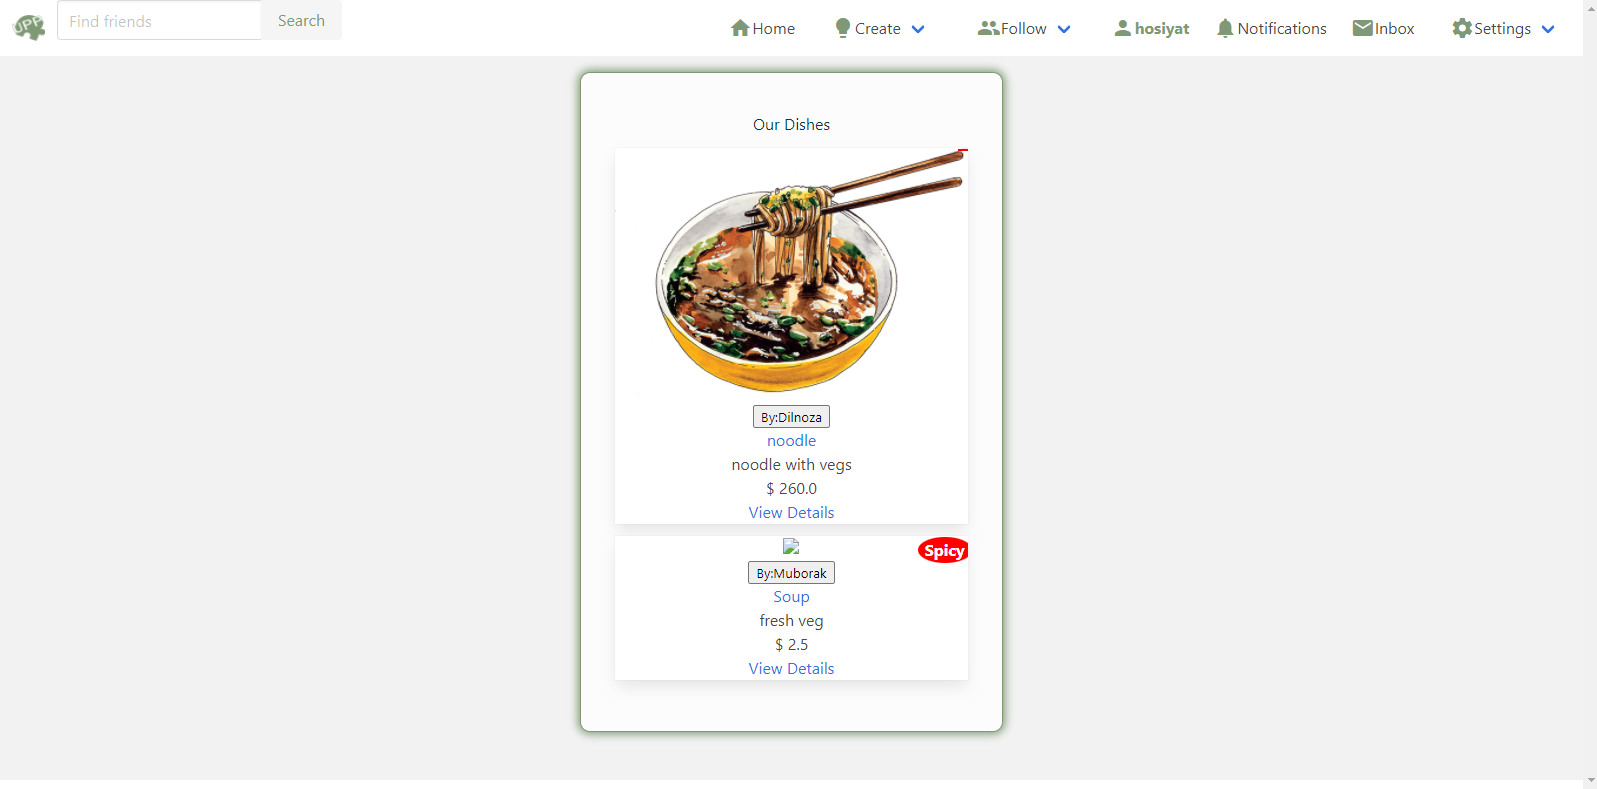 UPP
Find friends
Search
Home
Create
Follow
hosiyat
Notifications
Inbox
Settings
Our Dishes
By:Dilnoza
noodle
noodle with vegs
$ 260.0
View Details
Spicy
By:Muborak
Soup
fresh veg
$ 2.5
View Details